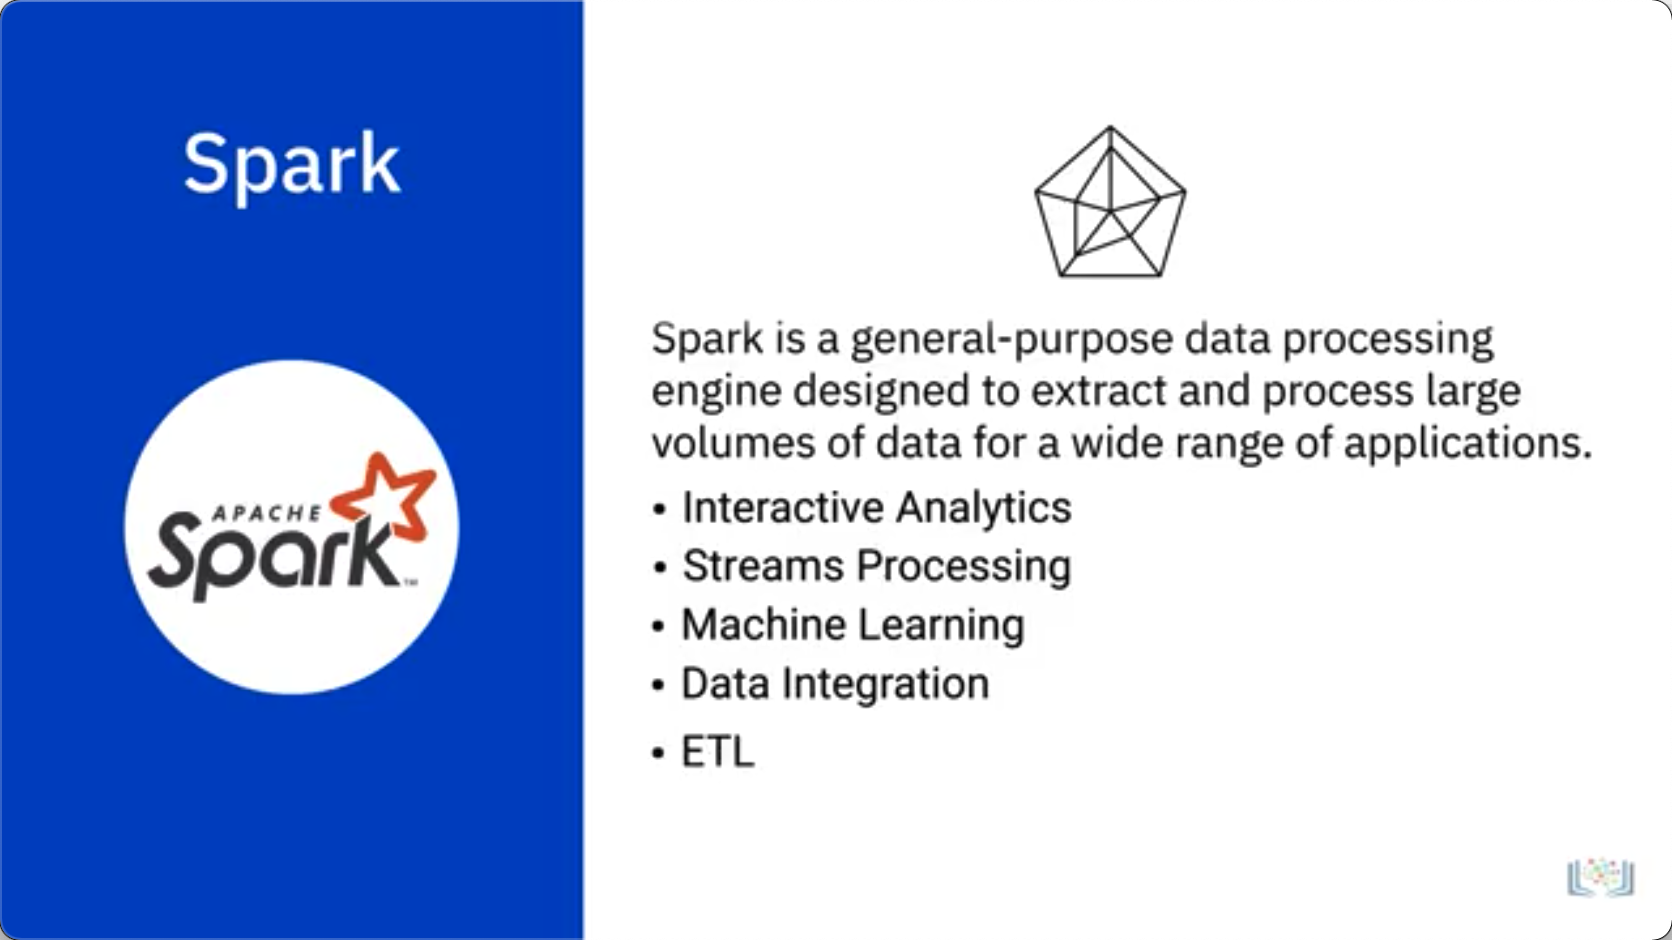 Spark
APACHE
Spark™
Spark is a general-purpose data processing
engine designed to extract and process large
volumes of data for a wide range of applications.
• Interactive Analytics
• Streams Processing
• Machine Learning
• Data Integration
• ETL